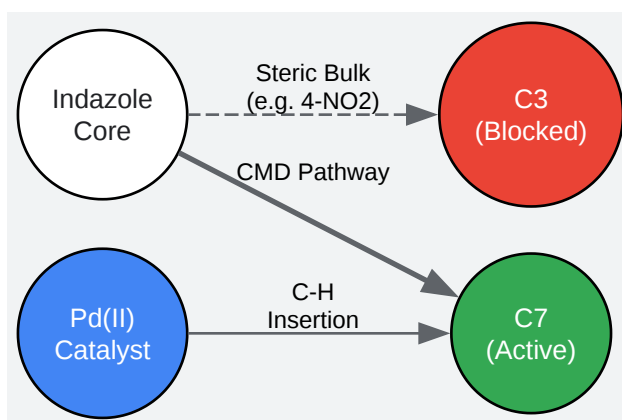 Indazole
Core
Steric Bulk
(e.g. 4-NO2)
C3
(Blocked)
CMD Pathway
Pd(II)
Catalyst
C-H
Insertion
C7
(Active)